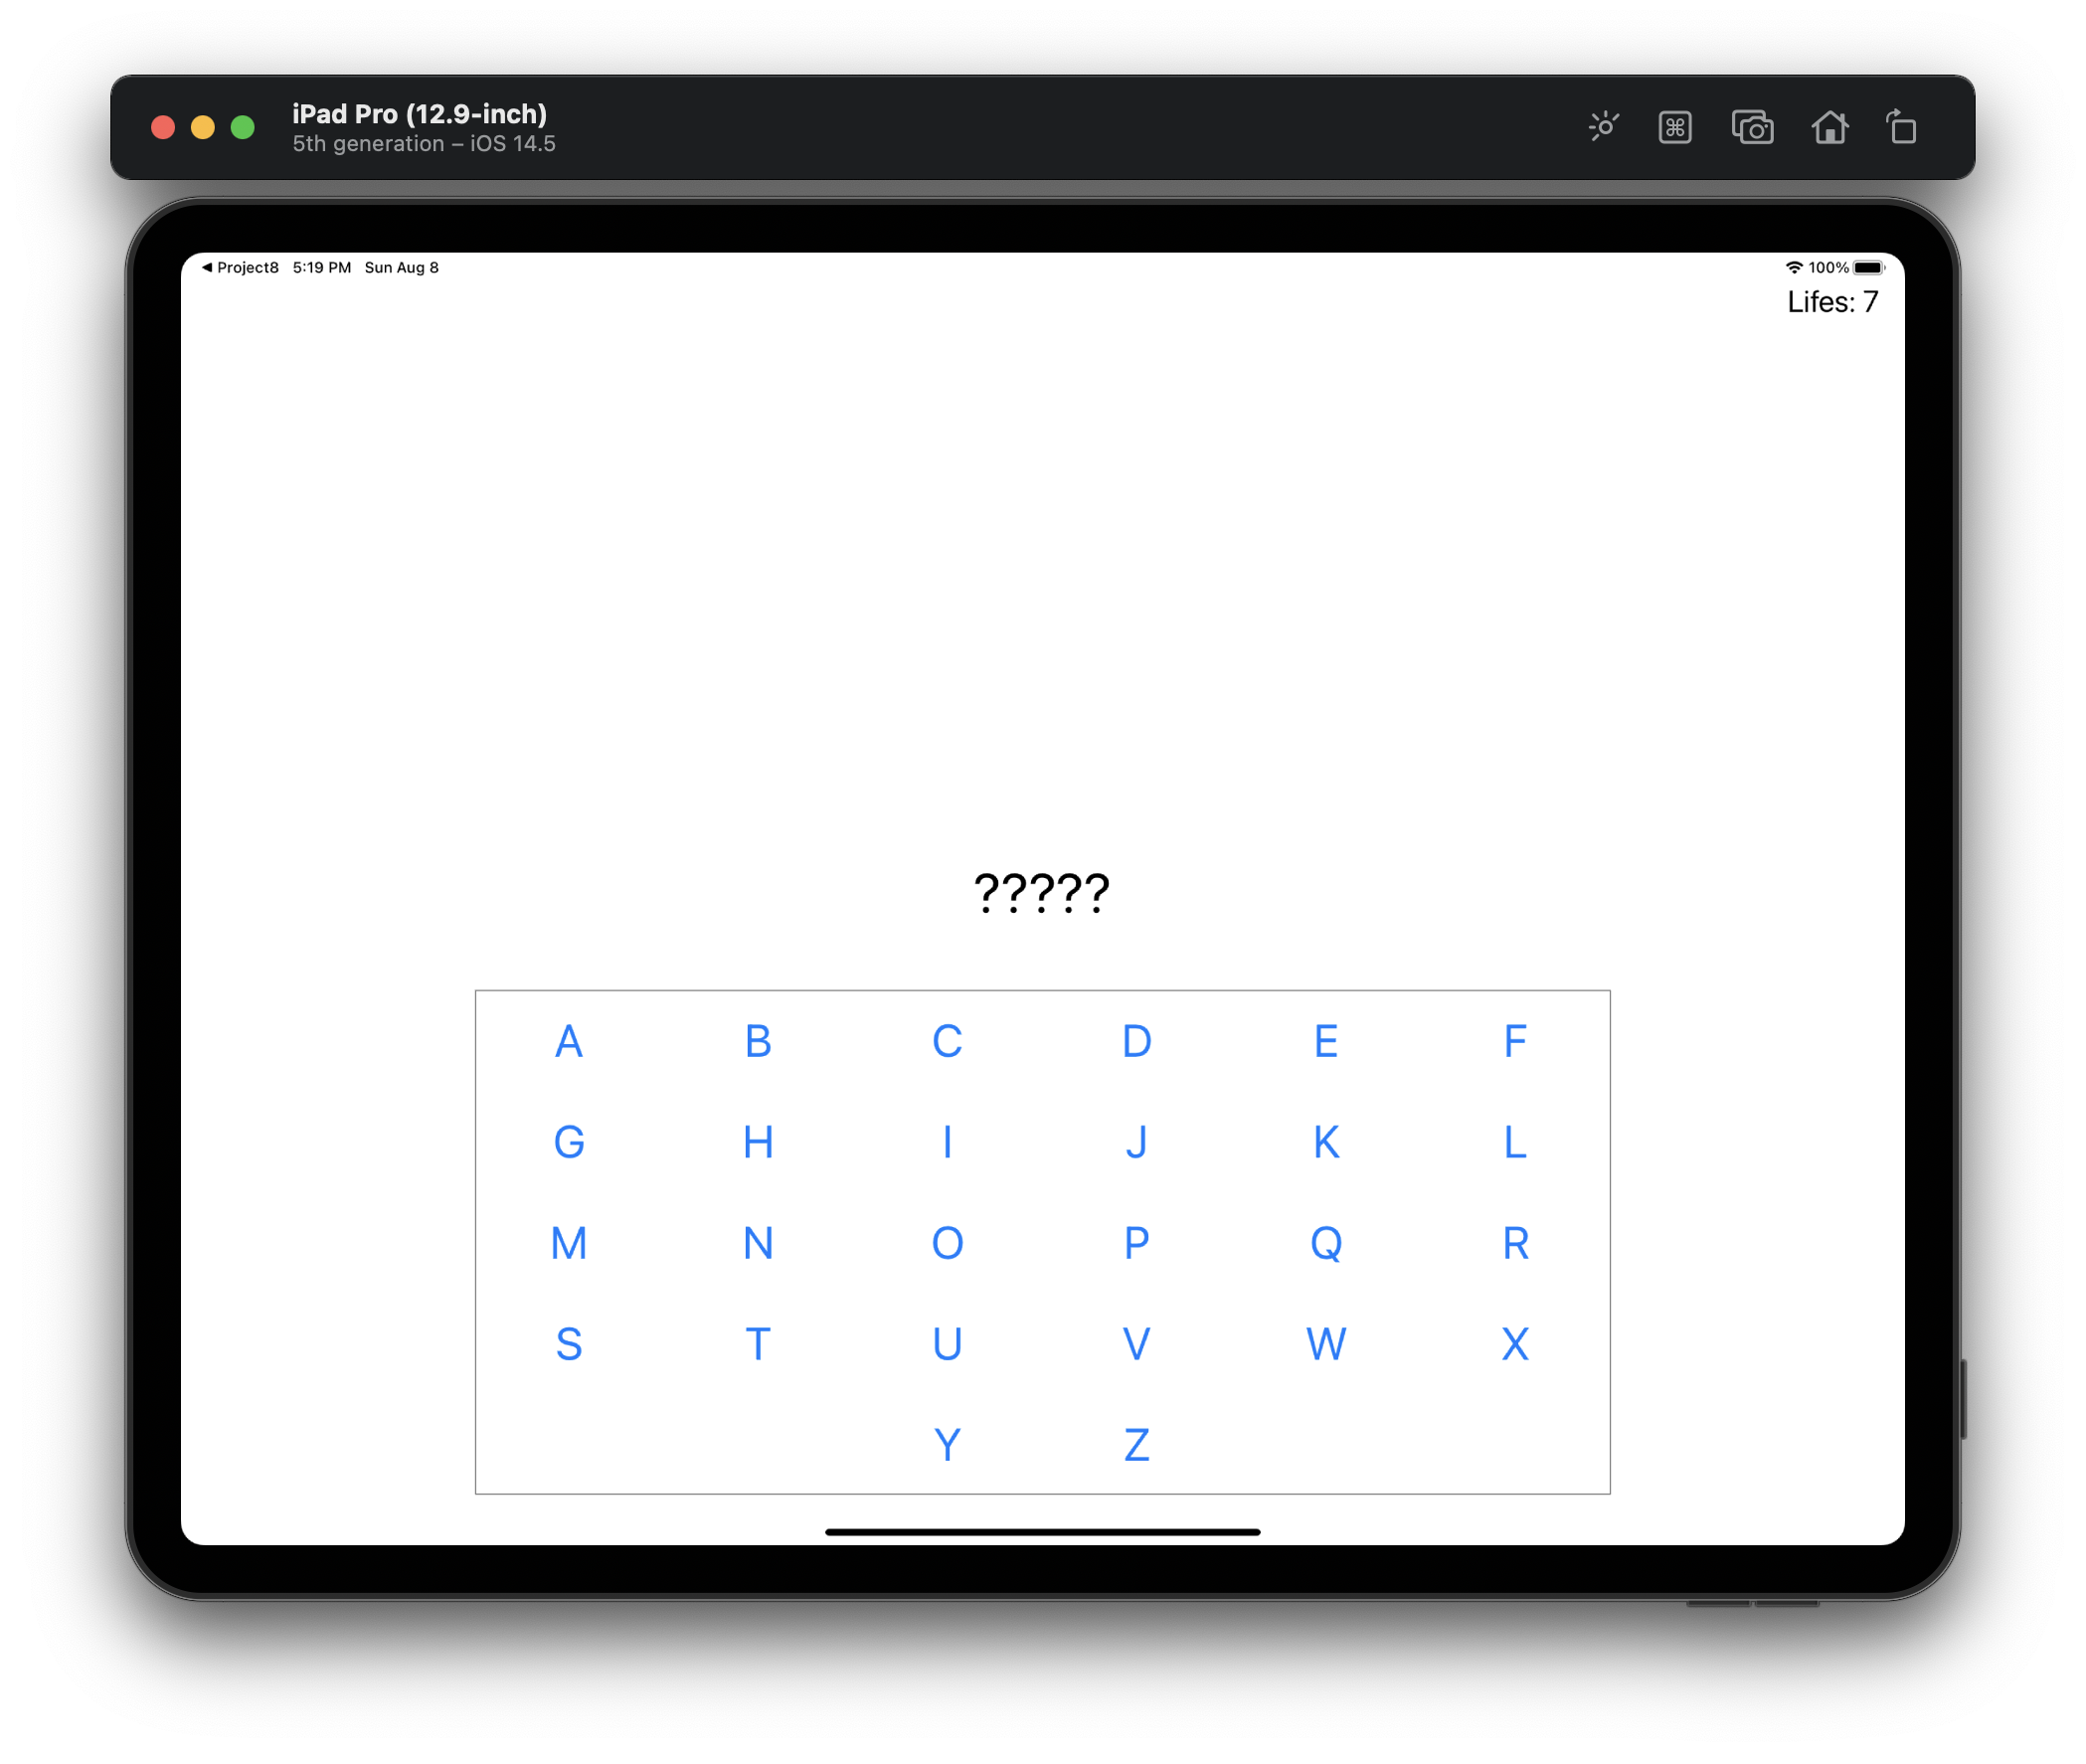 iPad Pro (12.9-inch)
5th generation – iOS 14.5
◀ Project8 5:19 PM Sun Aug 8 100%
Lifes: 7
?????
A B C D E F
G H I J K L
M N O P Q R
S T U V W X
Y Z